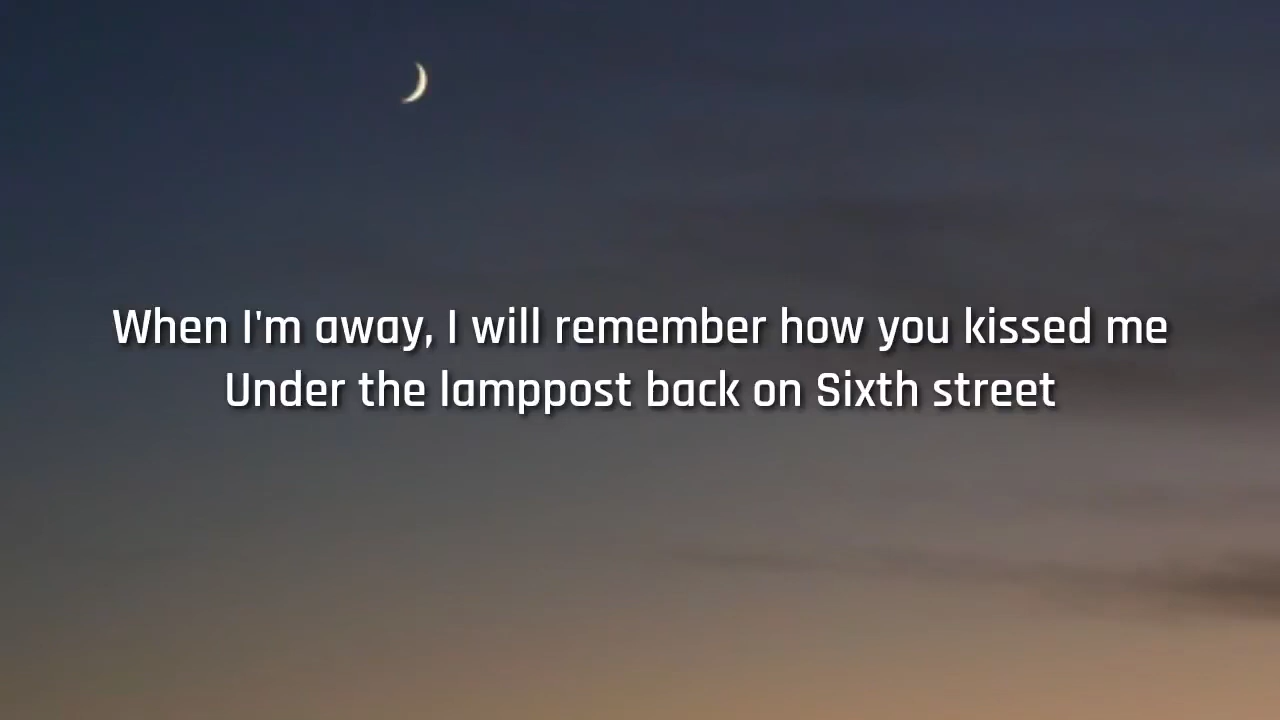 When I'm away, I will remember how you kissed me
Under the lamppost back on Sixth street